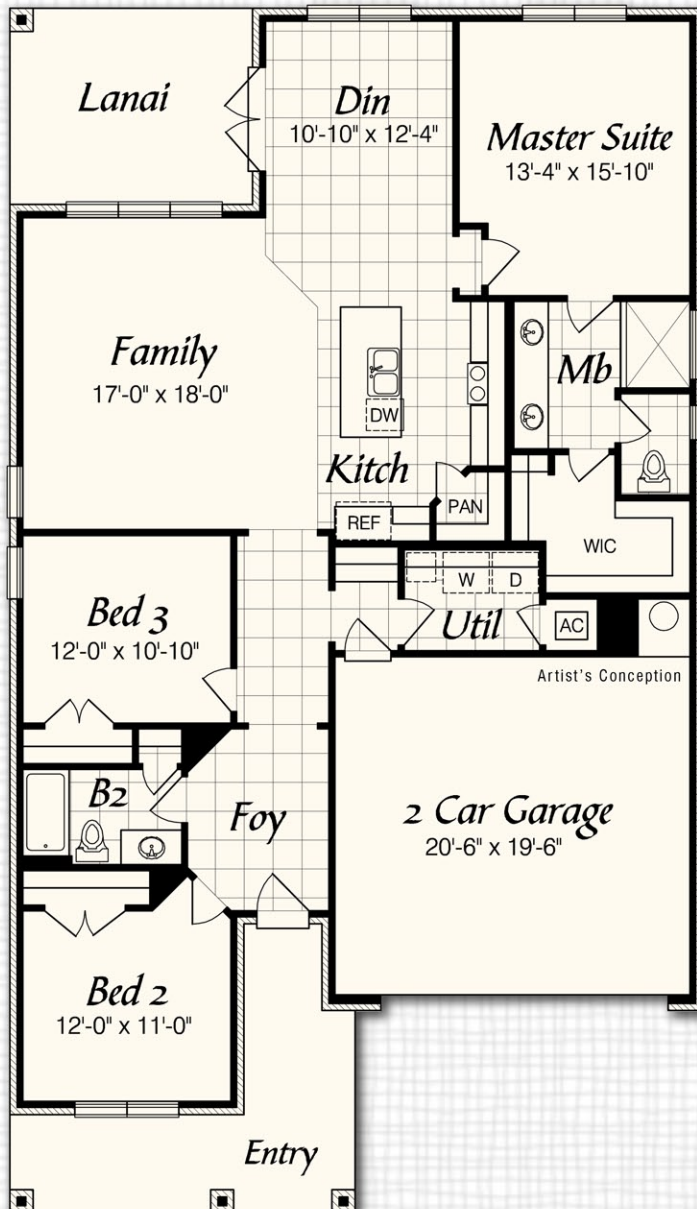 Lanai
Din
10'-10" x 12'-4"
Master Suite
13'-4" x 15'-10"
Family
17'-0" x 18'-0"
Mb
DW
Kitch
PAN
REF
WIC
W
D
Util
AC
Bed 3
12'-0" x 10'-10"
Artist's Conception
B2
Foy
2 Car Garage
20'-6" x 19'-6"
Bed 2
12'-0" x 11'-0"
Entry